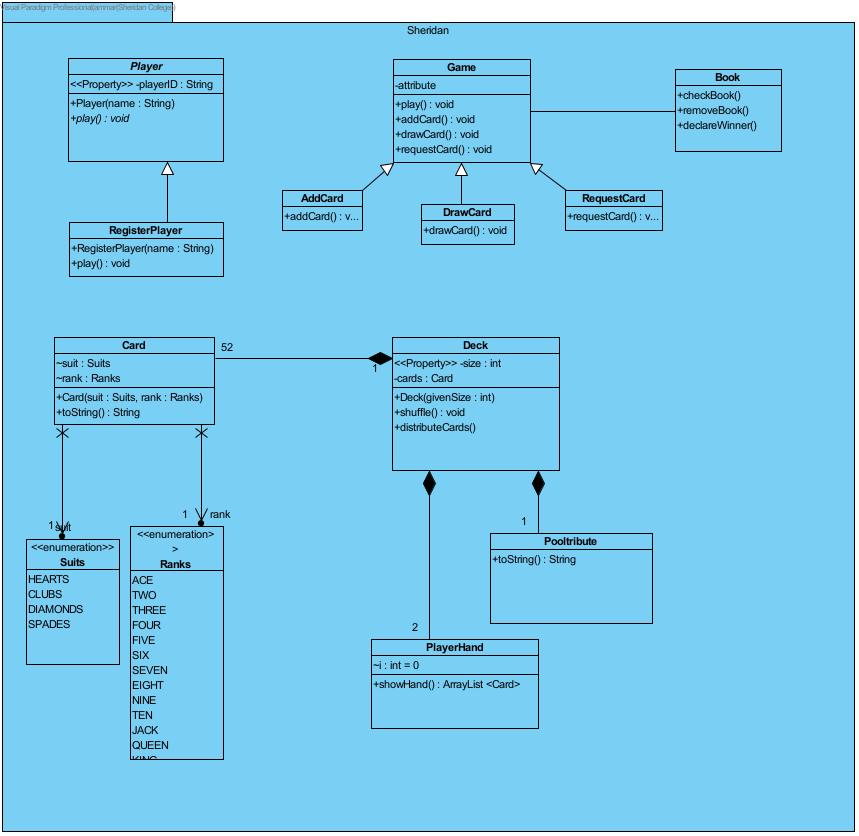 Visual Paradigm Professional(ammar(Sheridan College))
Sheridan
Player
<<Property>> -playerID : String
+Player(name : String)
+play() : void
RegisterPlayer
+RegisterPlayer(name : String)
+play() : void
Game
-attribute
+play() : void
+addCard() : void
+drawCard() : void
+requestCard() : void
Book
+checkBook()
+removeBook()
+declareWinner()
AddCard
+addCard() : v...
DrawCard
+drawCard() : void
RequestCard
+requestCard() : v...
Card
~suit : Suits
~rank : Ranks
+Card(suit : Suits, rank : Ranks)
+toString() : String
52
1
Deck
<<Property>> -size : int
-cards : Card
+Deck(givenSize : int)
+shuffle() : void
+distributeCards()
1
suit
1
rank
<<enumeration>>
Suits
HEARTS
CLUBS
DIAMONDS
SPADES
<<enumeration>
>
Ranks
ACE
TWO
THREE
FOUR
FIVE
SIX
SEVEN
EIGHT
NINE
TEN
JACK
QUEEN
KING
1
Pooltribute
+toString() : String
2
PlayerHand
~i : int = 0
+showHand() : ArrayList <Card>